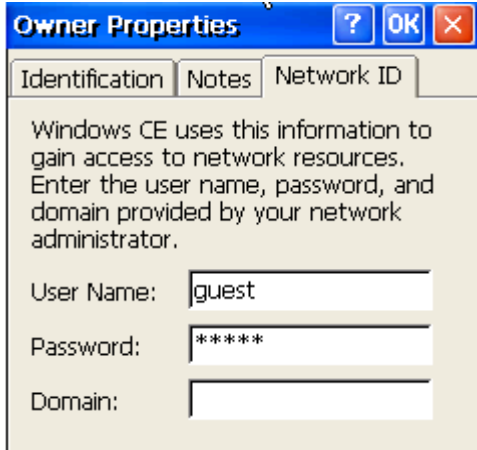 Owner Properties ? OK ×
Identification Notes Network ID
Windows CE uses this information to
gain access to network resources.
Enter the user name, password, and
domain provided by your network
administrator.
User Name: guest
Password: *****
Domain: